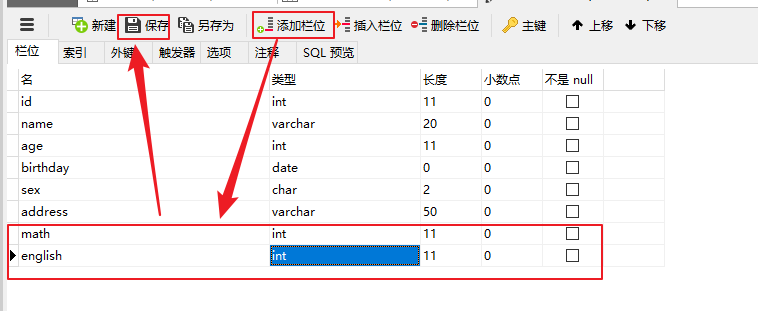 新建 保存 另存为 添加栏位 插入栏位 删除栏位 主键 上移 下移
栏位 索引 外键 触发器 选项 注释 SQL 预览
名 类型 长度 小数点 不是 null
id int 11 0
name varchar 20 0
age int 11 0
birthday date 0 0
sex char 2 0
address varchar 50 0
math int 11 0
english int 11 0